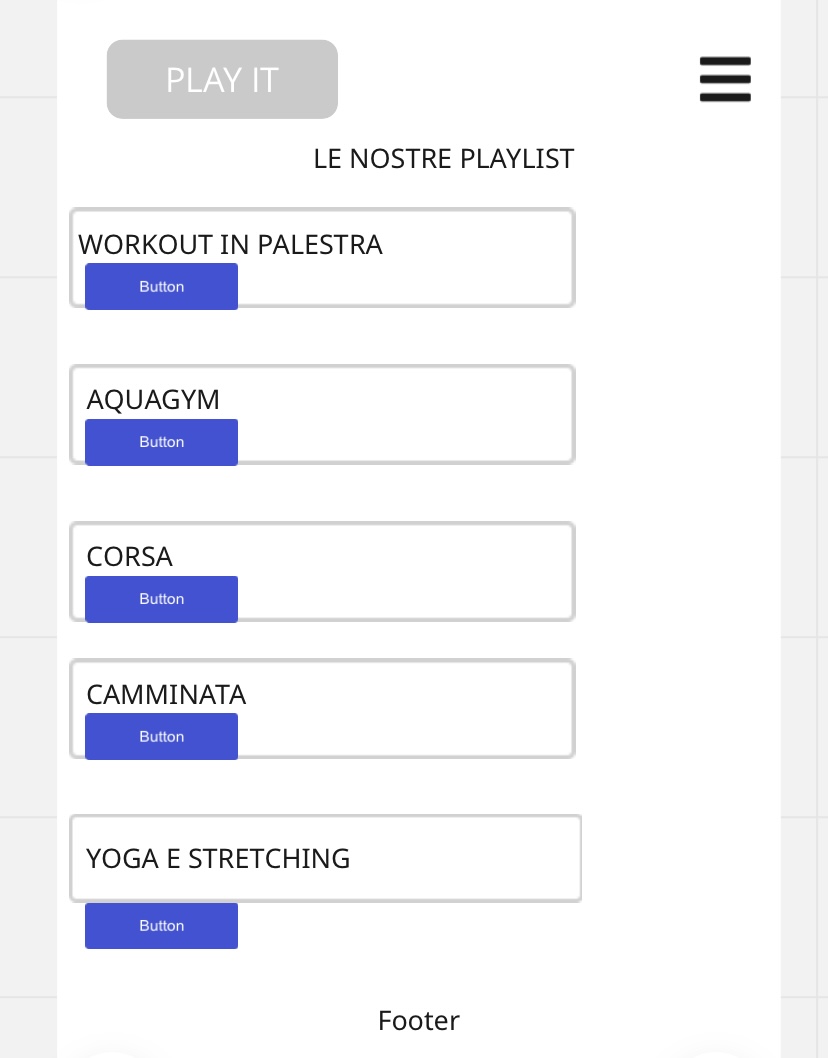 PLAY IT
LE NOSTRE PLAYLIST
WORKOUT IN PALESTRA
Button
AQUAGYM
Button
CORSA
Button
CAMMINATA
Button
YOGA E STRETCHING
Button
Footer